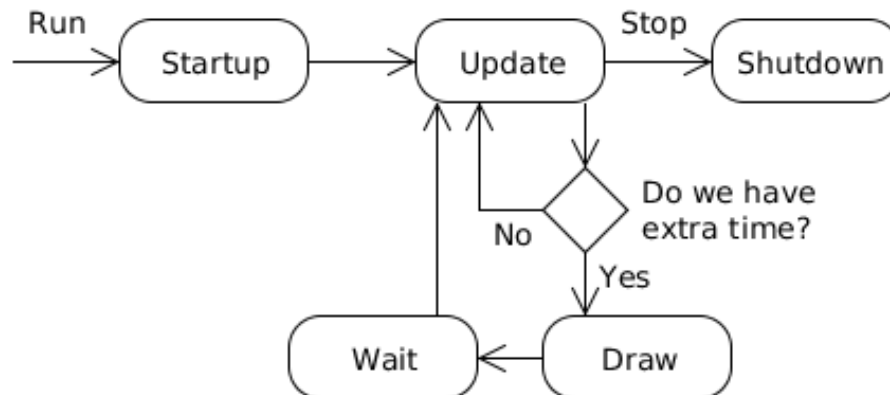 Run
Startup
Update
Stop
Shutdown
Do we have
extra time?
No
Yes
Wait
Draw